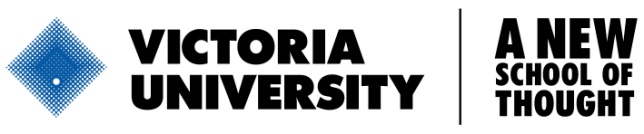 VICTORIA
UNIVERSITY
A NEW
SCHOOL OF
THOUGHT